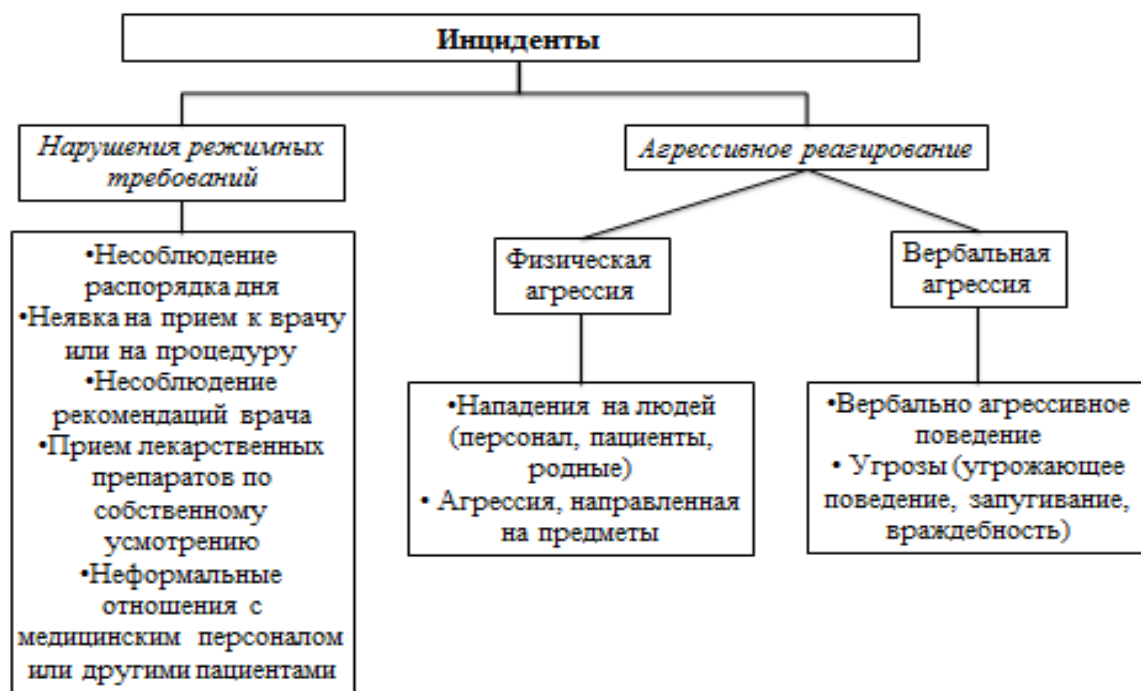 Инциденты
Нарушения режимных
требований
Агрессивное реагирование
•Несоблюдение
распорядка дня
•Неявка на прием к врачу
или на процедуру
•Несоблюдение
рекомендаций врача
•Прием лекарственных
препаратов по
собственному
усмотрению
•Неформальные
отношения с
медицинским персоналом
или другими пациентами
Физическая
агрессия
Вербальная
агрессия
•Нападения на людей
(персонал, пациенты,
родные)
• Агрессия, направленная
на предметы
•Вербально агрессивное
поведение
• Угрозы (угрожающее
поведение, запугивание,
враждебность)